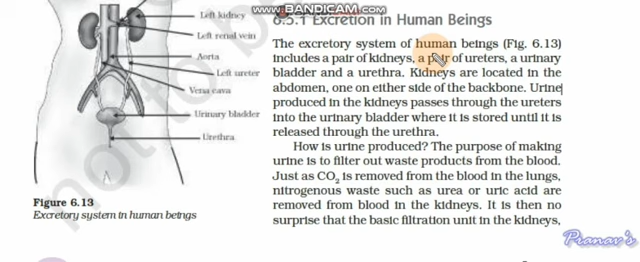 WWW.BANDICAM.COM
6.5.1 Excretion in Human Beings
Left kidney
Left renal vein
Aorta
Left ureter
Vena cava
Urinary bladder
Urethra
Figure 6.13
Excretory system in human beings
The excretory system of human beings (Fig. 6.13)
includes a pair of kidneys, a pair of ureters, a urinary
bladder and a urethra. Kidneys are located in the
abdomen, one on either side of the backbone. Urine
produced in the kidneys passes through the ureters
into the urinary bladder where it is stored until it is
released through the urethra.
How is urine produced? The purpose of making
urine is to filter out waste products from the blood.
Just as CO₂ is removed from the blood in the lungs,
nitrogenous waste such as urea or uric acid are
removed from blood in the kidneys. It is then no
surprise that the basic filtration unit in the kidneys,
Pranav's
not to be